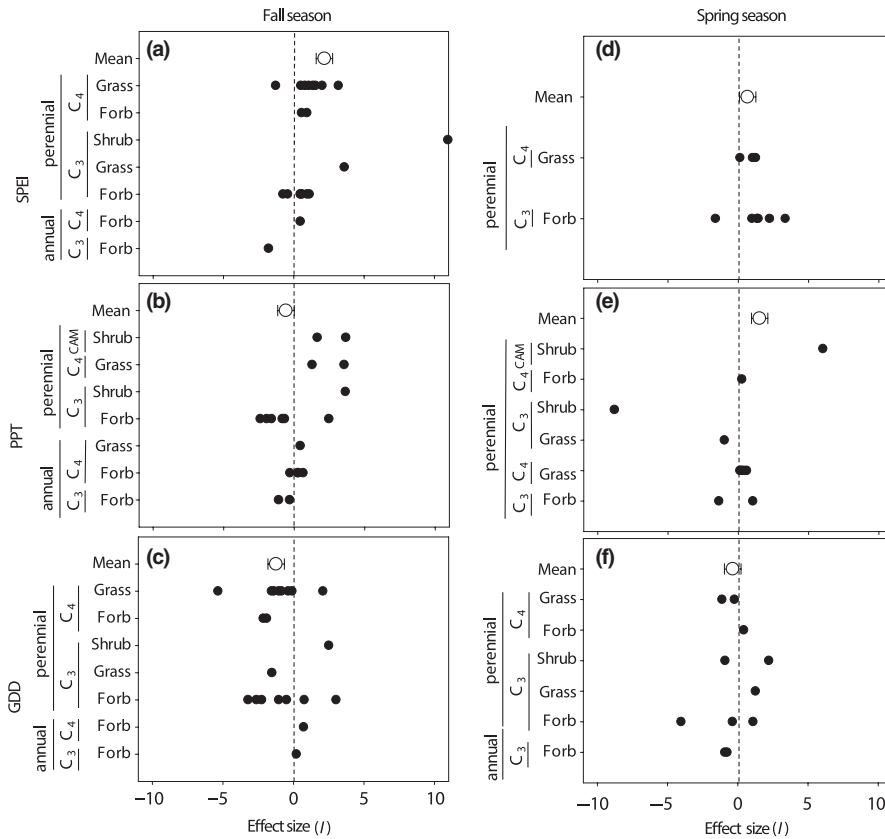 Fall season
Spring season
(a)
Mean
Grass
Forb
Shrub
Grass
Forb
Forb
Forb
C4
C3
C4
C3
perennial
annual
SPEI
(b)
Mean
Shrub
Grass
Shrub
Forb
Grass
Forb
Forb
CAM
C4
C3
C4
C3
perennial
annual
PPT
(c)
Mean
Grass
Forb
Shrub
Grass
Forb
Forb
Forb
C4
C3
C4
C3
perennial
annual
GDD
−10 −5 0 5 10
Effect size (I)
(d)
Mean
Grass
Forb
C4
C3
perennial
(e)
Mean
Shrub
Forb
Shrub
Grass
Grass
Forb
CAM
C4
C3
C4
C3
perennial
(f)
Mean
Grass
Forb
Shrub
Grass
Forb
Forb
C4
C3
C3
perennial
annual
−10 −5 0 5 10
Effect size (I)